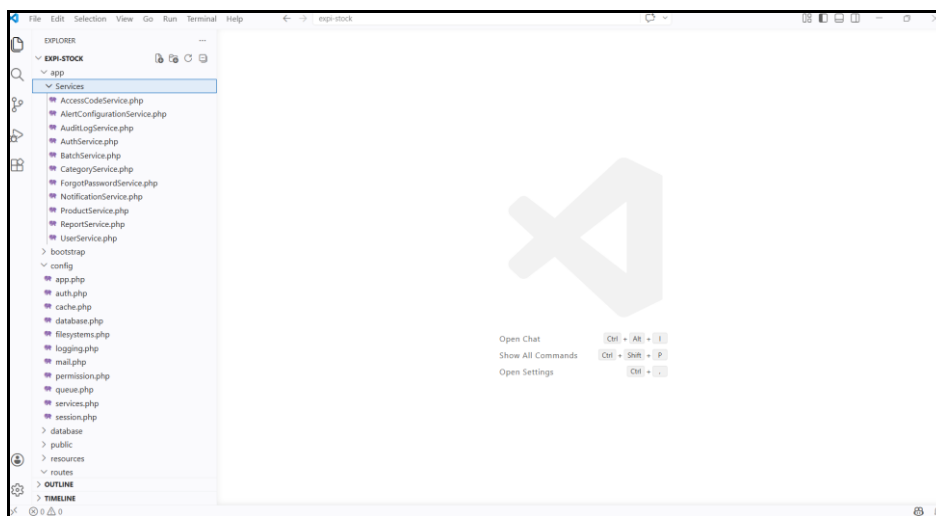 File Edit Selection View Go Run Terminal Help
expi-stock
EXPLORER
EXPI-STOCK
app
Services
AccessCodeService.php
AlertConfigurationService.php
AuditLogService.php
AuthService.php
BatchService.php
CategoryService.php
ForgotPasswordService.php
NotificationService.php
ProductService.php
ReportService.php
UserService.php
bootstrap
config
app.php
auth.php
cache.php
database.php
filesystems.php
logging.php
mail.php
permission.php
queue.php
services.php
session.php
database
public
resources
routes
OUTLINE
TIMELINE
0 0
Open Chat Ctrl + Alt + I
Show All Commands Ctrl + Shift + P
Open Settings Ctrl + ,